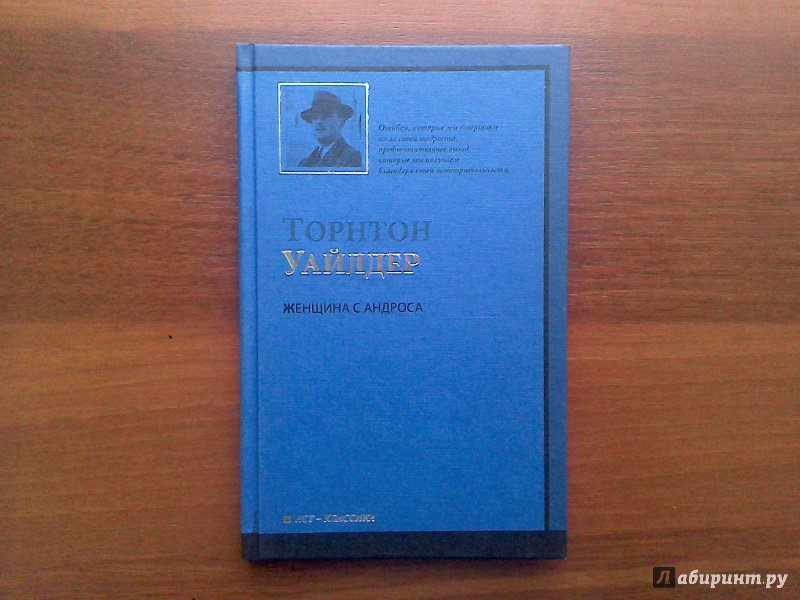 Ошибки, которые мы совершаем
из-за своей щедрости,
предпочтительнее выгод,
которые мы получаем
благодаря своей осмотрительности.
ТОРНТОН
УАЙЛДЕР
ЖЕНЩИНА С АНДРОСА
АСТ – КЛАССИКА
Лабиринт.ру